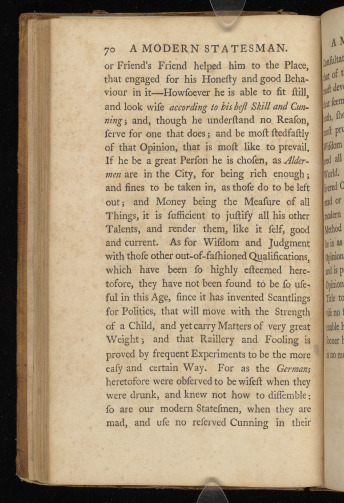 70 A MODERN STATESMAN.
or Friend's Friend helped him to the Place,
that engaged for his Honeſty and good Beha-
viour in it—Howſoever he is able to ſit ſtill,
and look wiſe according to his beſt Skill and Cun-
ning; and, though he underſtand no Reaſon,
ſerve for one that does; and be moſt ſtedfaſtly
of that Opinion, that is moſt like to prevail.
If he be a great Perſon he is choſen, as Alder-
men are in the City, for being rich enough;
and fines to be taken in, as thoſe do to be left
out; and Money being the Meaſure of all
Things, it is ſufficient to juſtify all his other
Talents, and render them, like it ſelf, good
and current. As for Wiſdom and Judgment
with thoſe other out-of-faſhioned Qualifications,
which have been ſo highly eſteemed here-
tofore, they have not been found to be ſo uſe-
ful in this Age, ſince it has invented Scantlings
for Politics, that will move with the Strength
of a Child, and yet carry Matters of very great
Weight; and that Raillery and Fooling is
proved by frequent Experiments to be the more
eaſy and certain Way. For as the Germans
heretofore were obſerved to be wiſeſt when they
were drunk, and knew not how to diſſemble;
ſo are our modern Stateſmen, when they are
mad, and uſe no reſerved Cunning in their